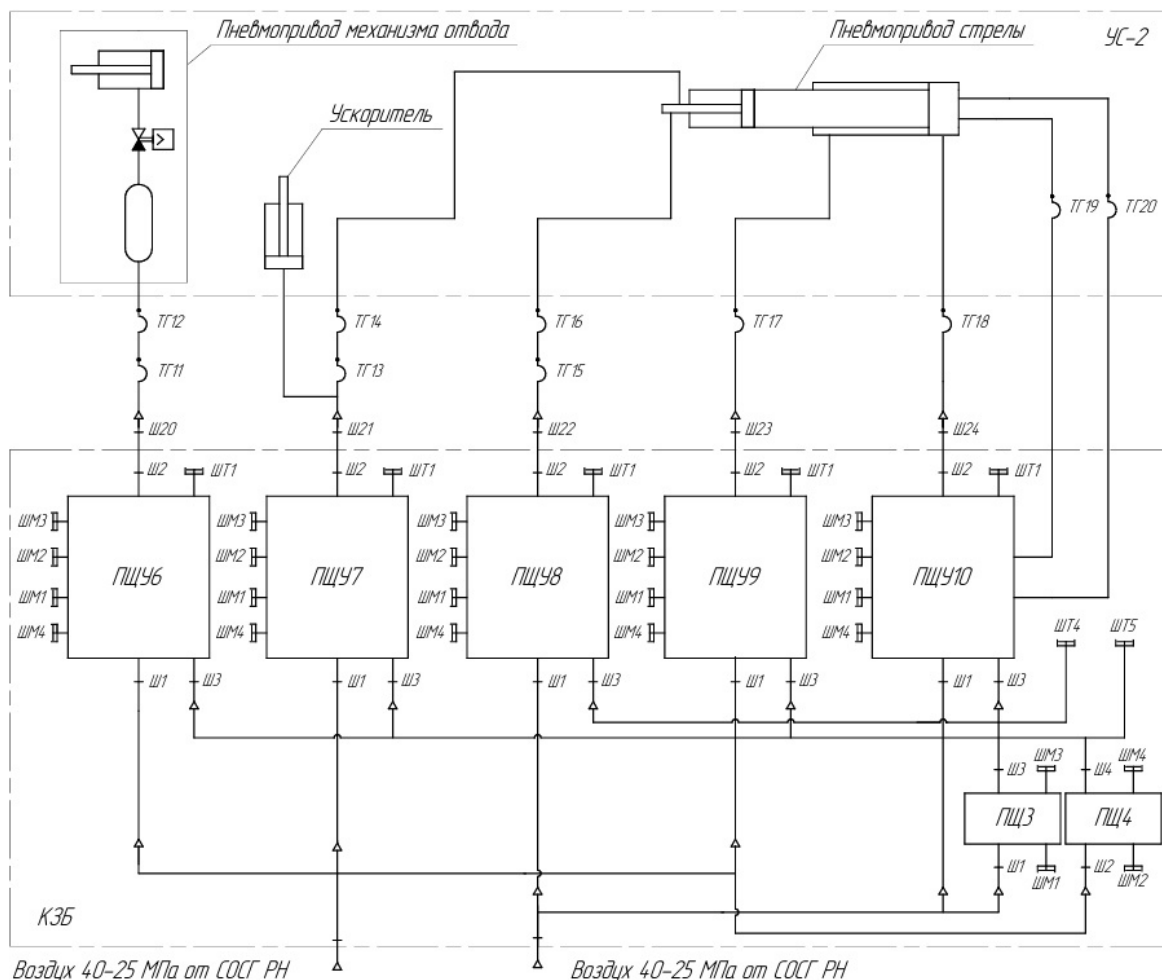 Пневмопривод механизма отвода
Пневмопривод стрелы
УС-2
Ускоритель
ТГ19
ТГ20
ТГ12
ТГ14
ТГ16
ТГ17
ТГ18
ТГ11
ТГ13
ТГ15
Ш20
Ш21
Ш22
Ш23
Ш24
Ш2
ШТ1
Ш2
ШТ1
Ш2
ШТ1
Ш2
ШТ1
Ш2
ШТ1
ШМ3
ШМ3
ШМ3
ШМ3
ШМ3
ШМ2
ШМ2
ШМ2
ШМ2
ШМ2
ПЩУ6
ПЩУ7
ПЩУ8
ПЩУ9
ПЩУ10
ШМ1
ШМ1
ШМ1
ШМ1
ШМ1
ШМ4
ШМ4
ШМ4
ШМ4
ШМ4
ШТ4
ШТ5
Ш1
Ш3
Ш1
Ш3
Ш1
Ш3
Ш1
Ш3
Ш1
Ш3
Ш3
ШМ3
Ш4
ШМ4
ПЩ3
ПЩ4
Ш1
ШМ1
Ш2
ШМ2
КЗБ
Воздух 40-25 МПа от СОСГ РН
Воздух 40-25 МПа от СОСГ РН